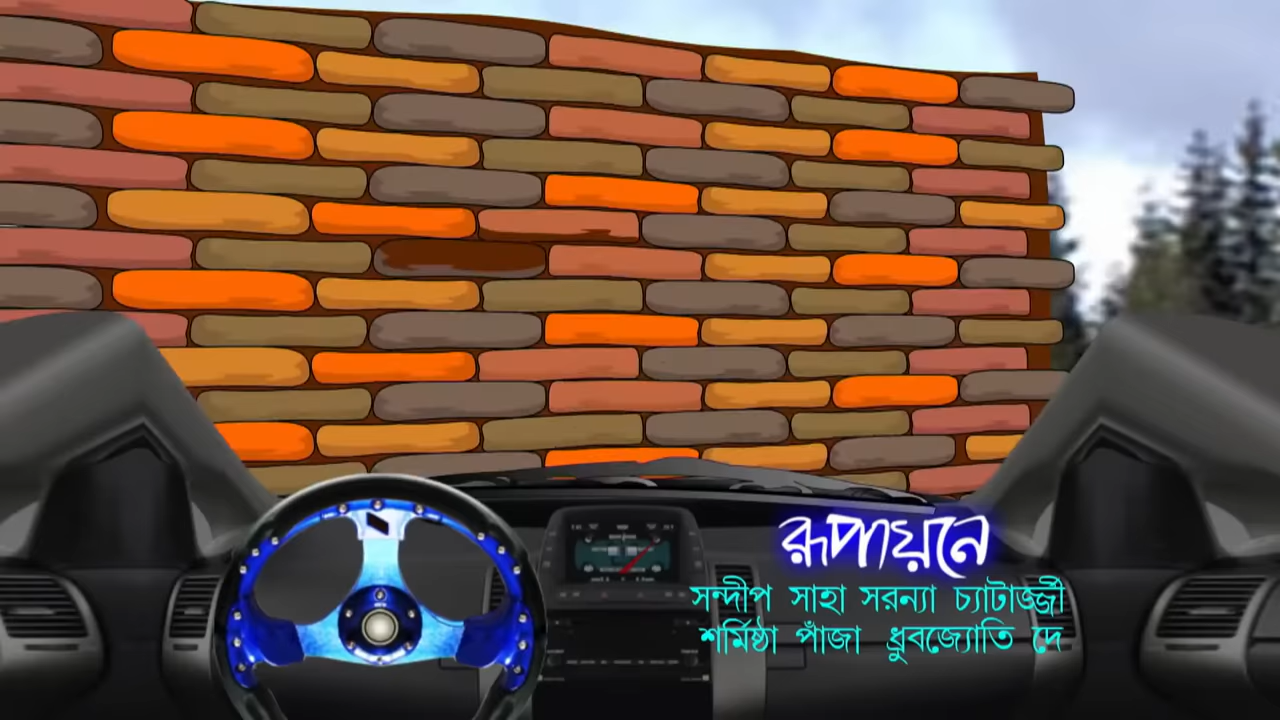 রূপায়নে
সন্দীপ সাহা সরন্যা চ্যাটার্জ্জী
শর্মিষ্ঠা পাঁজা ধ্রুবজ্যোতি দে